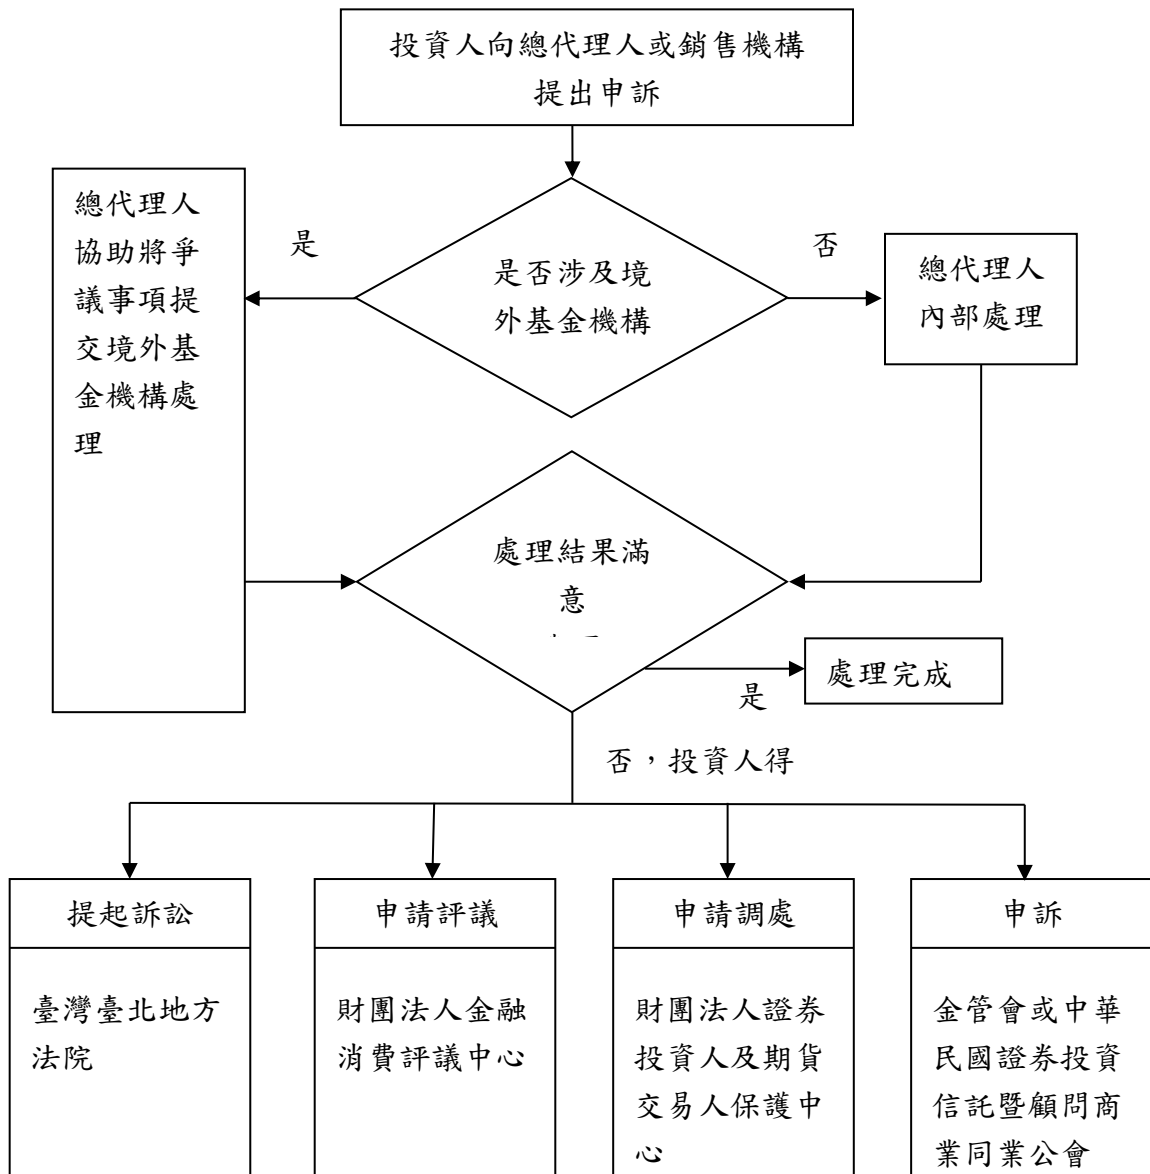 投資人向總代理人或銷售機構
提出申訴
總代理人
協助將爭
議事項提
交境外基
金機構處
理
是
是否涉及境
外基金機構
否
總代理人
內部處理
處理結果滿
意
處理完成
是
否，投資人得
提起訴訟
臺灣臺北地方
法院
申請評議
財團法人金融
消費評議中心
申請調處
財團法人證券
投資人及期貨
交易人保護中
心
申訴
金管會或中華
民國證券投資
信託暨顧問商
業同業公會